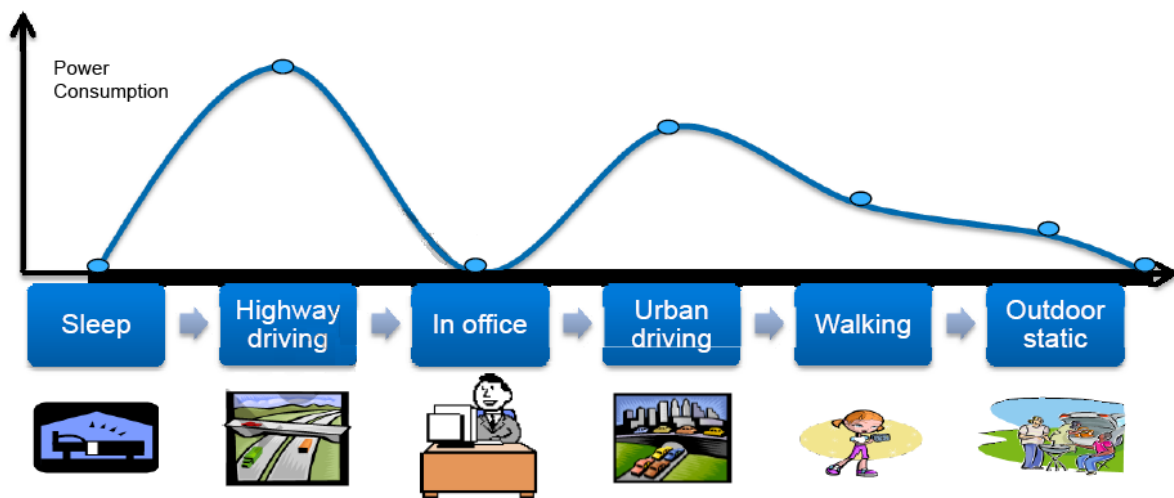 Power
Consumption
Sleep
Highway
driving
In office
Urban
driving
Walking
Outdoor
static